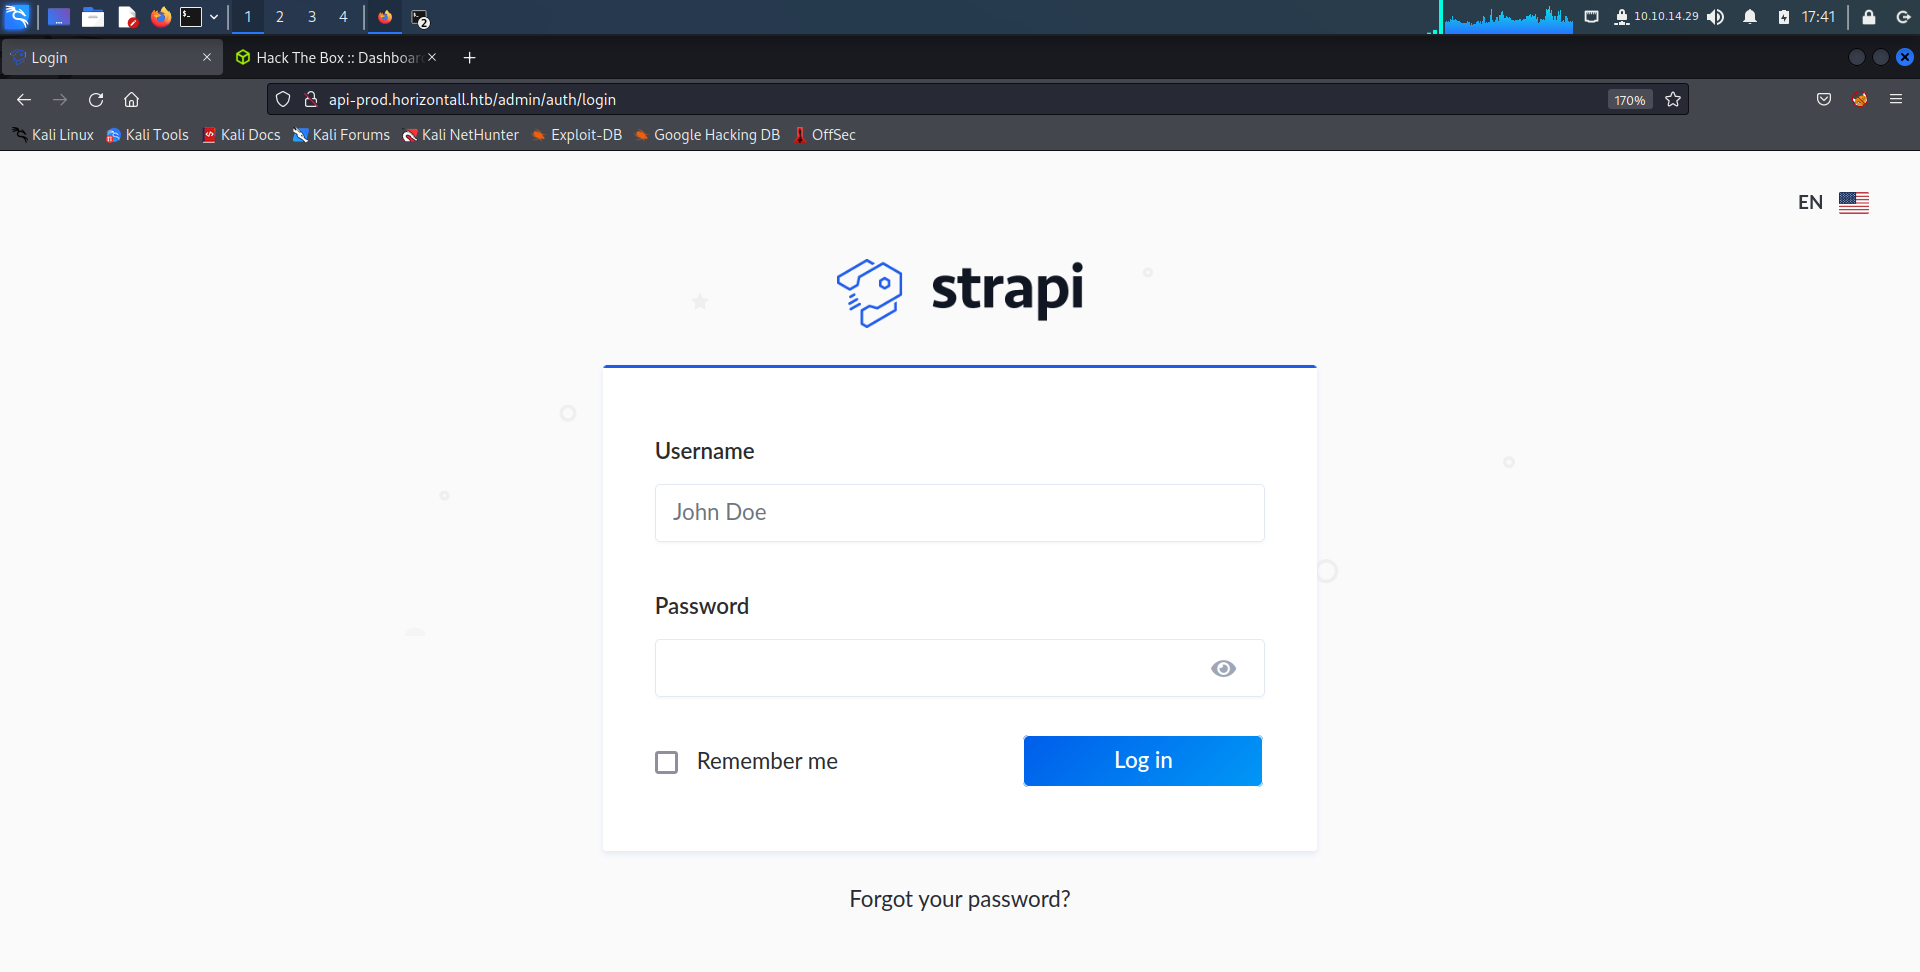 1 2 3 4 2 10.10.14.29 17:41
Login Hack The Box :: Dashboar
api-prod.horizontall.htb/admin/auth/login 170%
Kali Linux Kali Tools Kali Docs Kali Forums Kali NetHunter Exploit-DB Google Hacking DB OffSec
EN
strapi
Username
John Doe
Password
Remember me Log in
Forgot your password?